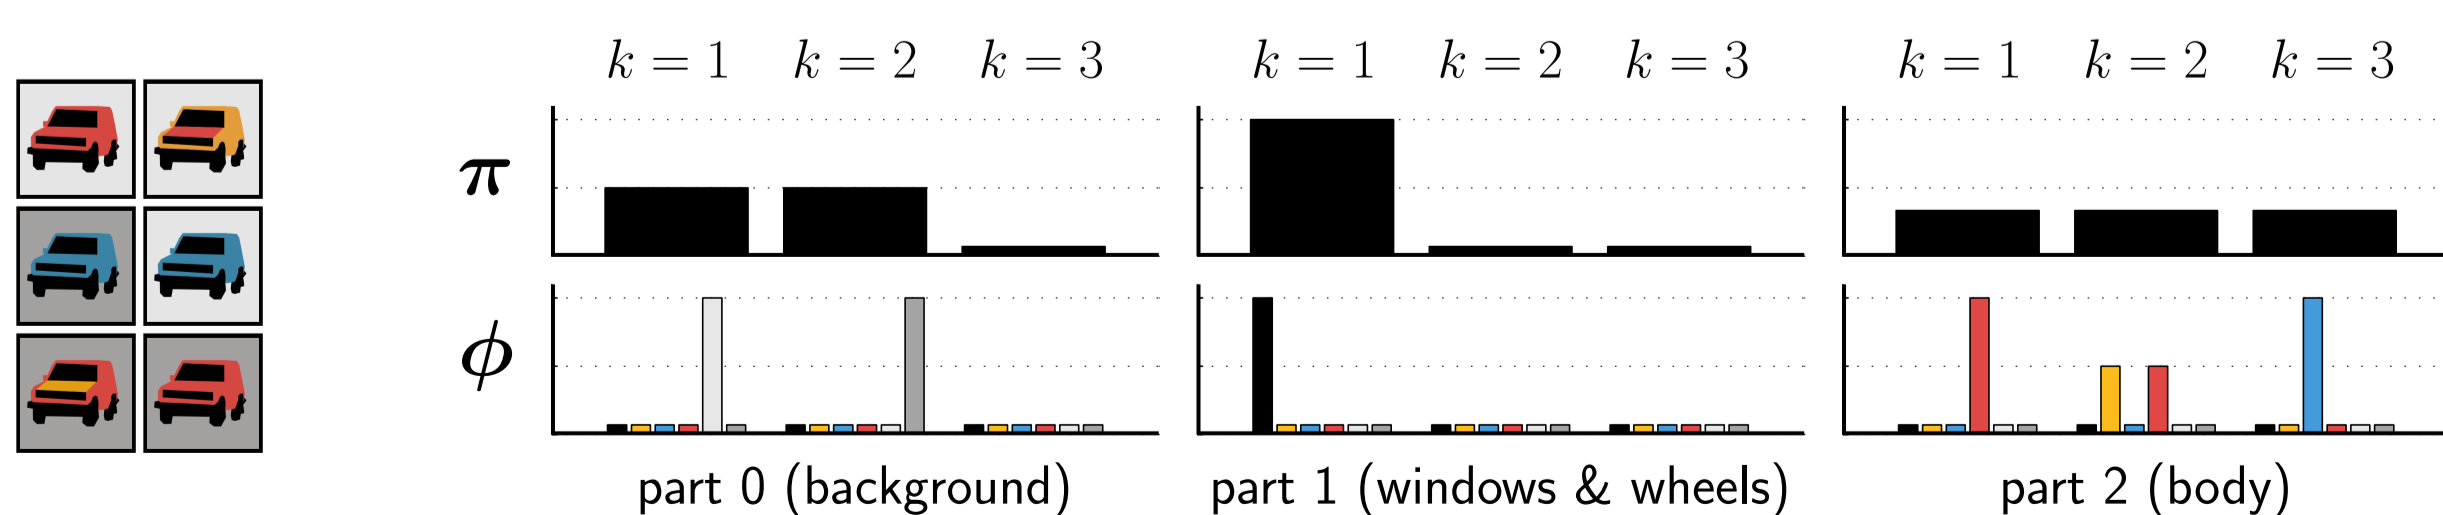 k = 1 k = 2 k = 3 k = 1 k = 2 k = 3 k = 1 k = 2 k = 3
π
ϕ
part 0 (background) part 1 (windows & wheels) part 2 (body)